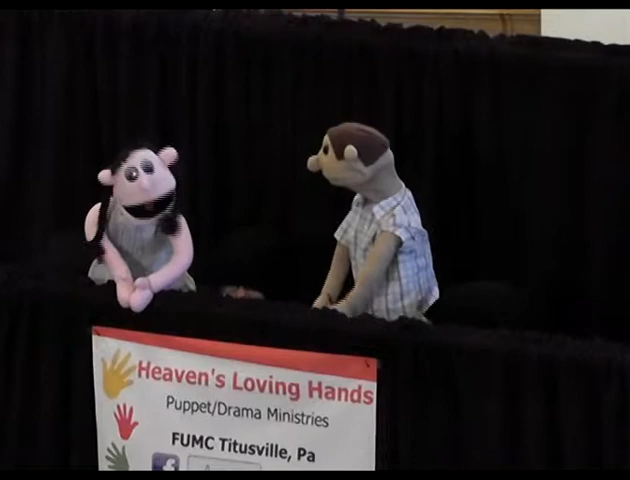 Heaven's Loving Hands
Puppet/Drama Ministries
FUMC Titusville, Pa
f